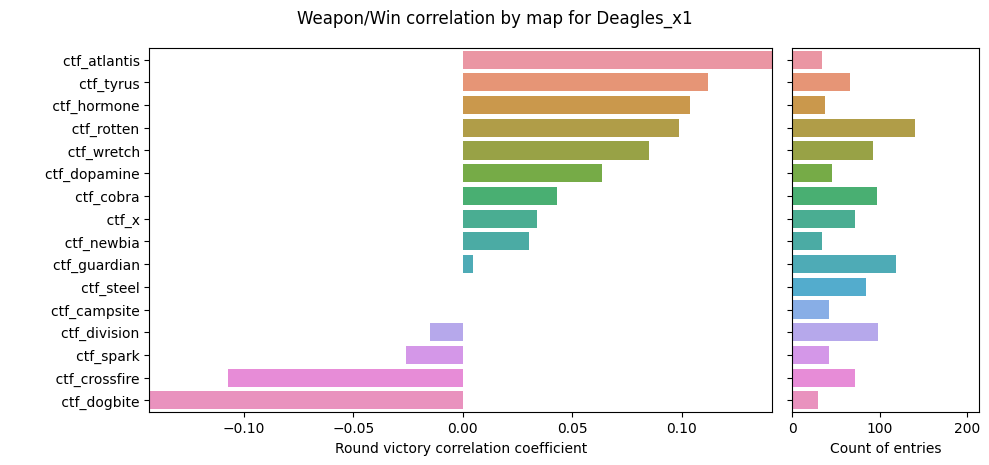 Weapon/Win correlation by map for Deagles_x1
ctf_atlantis
ctf_tyrus
ctf_hormone
ctf_rotten
ctf_wretch
ctf_dopamine
ctf_cobra
ctf_x
ctf_newbia
ctf_guardian
ctf_steel
ctf_campsite
ctf_division
ctf_spark
ctf_crossfire
ctf_dogbite
−0.10 −0.05 0.00 0.05 0.10 0 100 200
Round victory correlation coefficient Count of entries